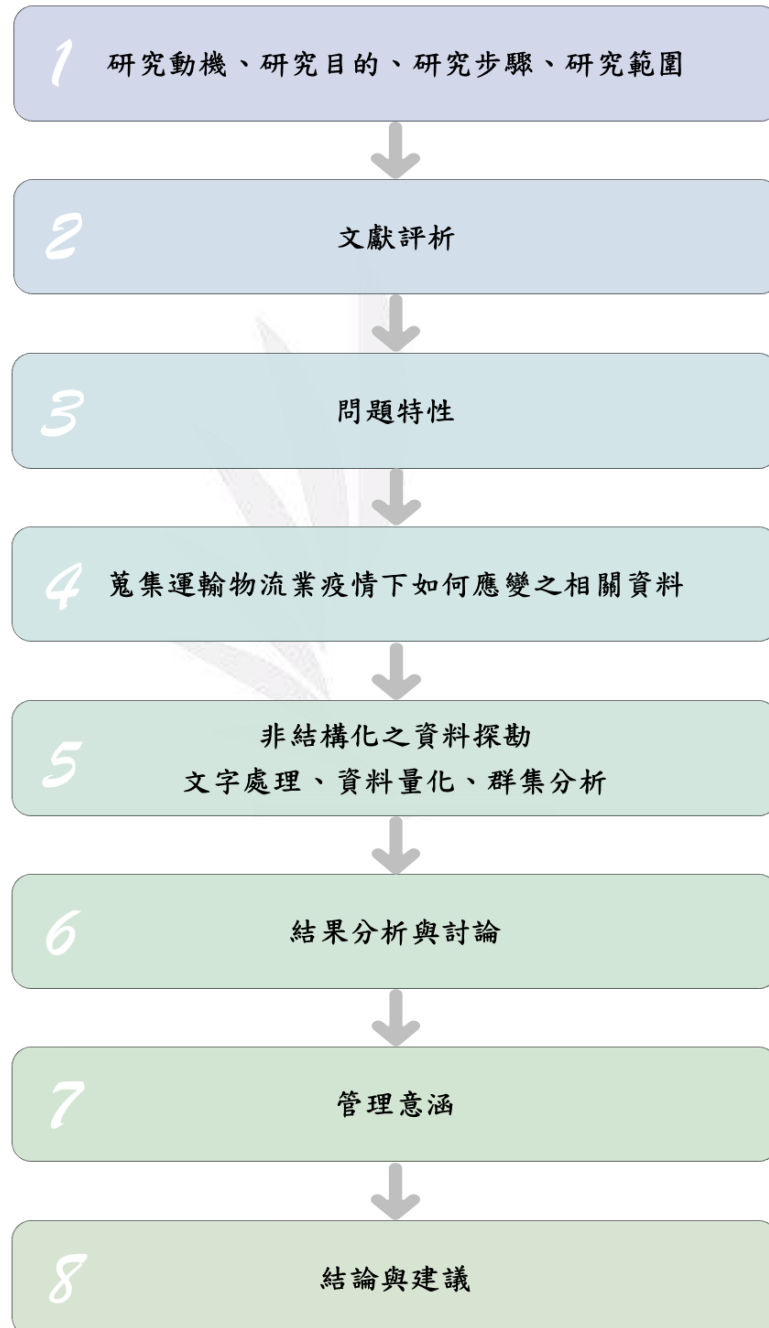 1 研究動機、研究目的、研究步驟、研究範圍
2 文獻評析
3 問題特性
4 蒐集運輸物流業疫情下如何應變之相關資料
5 非結構化之資料探勘
文字處理、資料量化、群集分析
6 結果分析與討論
7 管理意涵
8 結論與建議